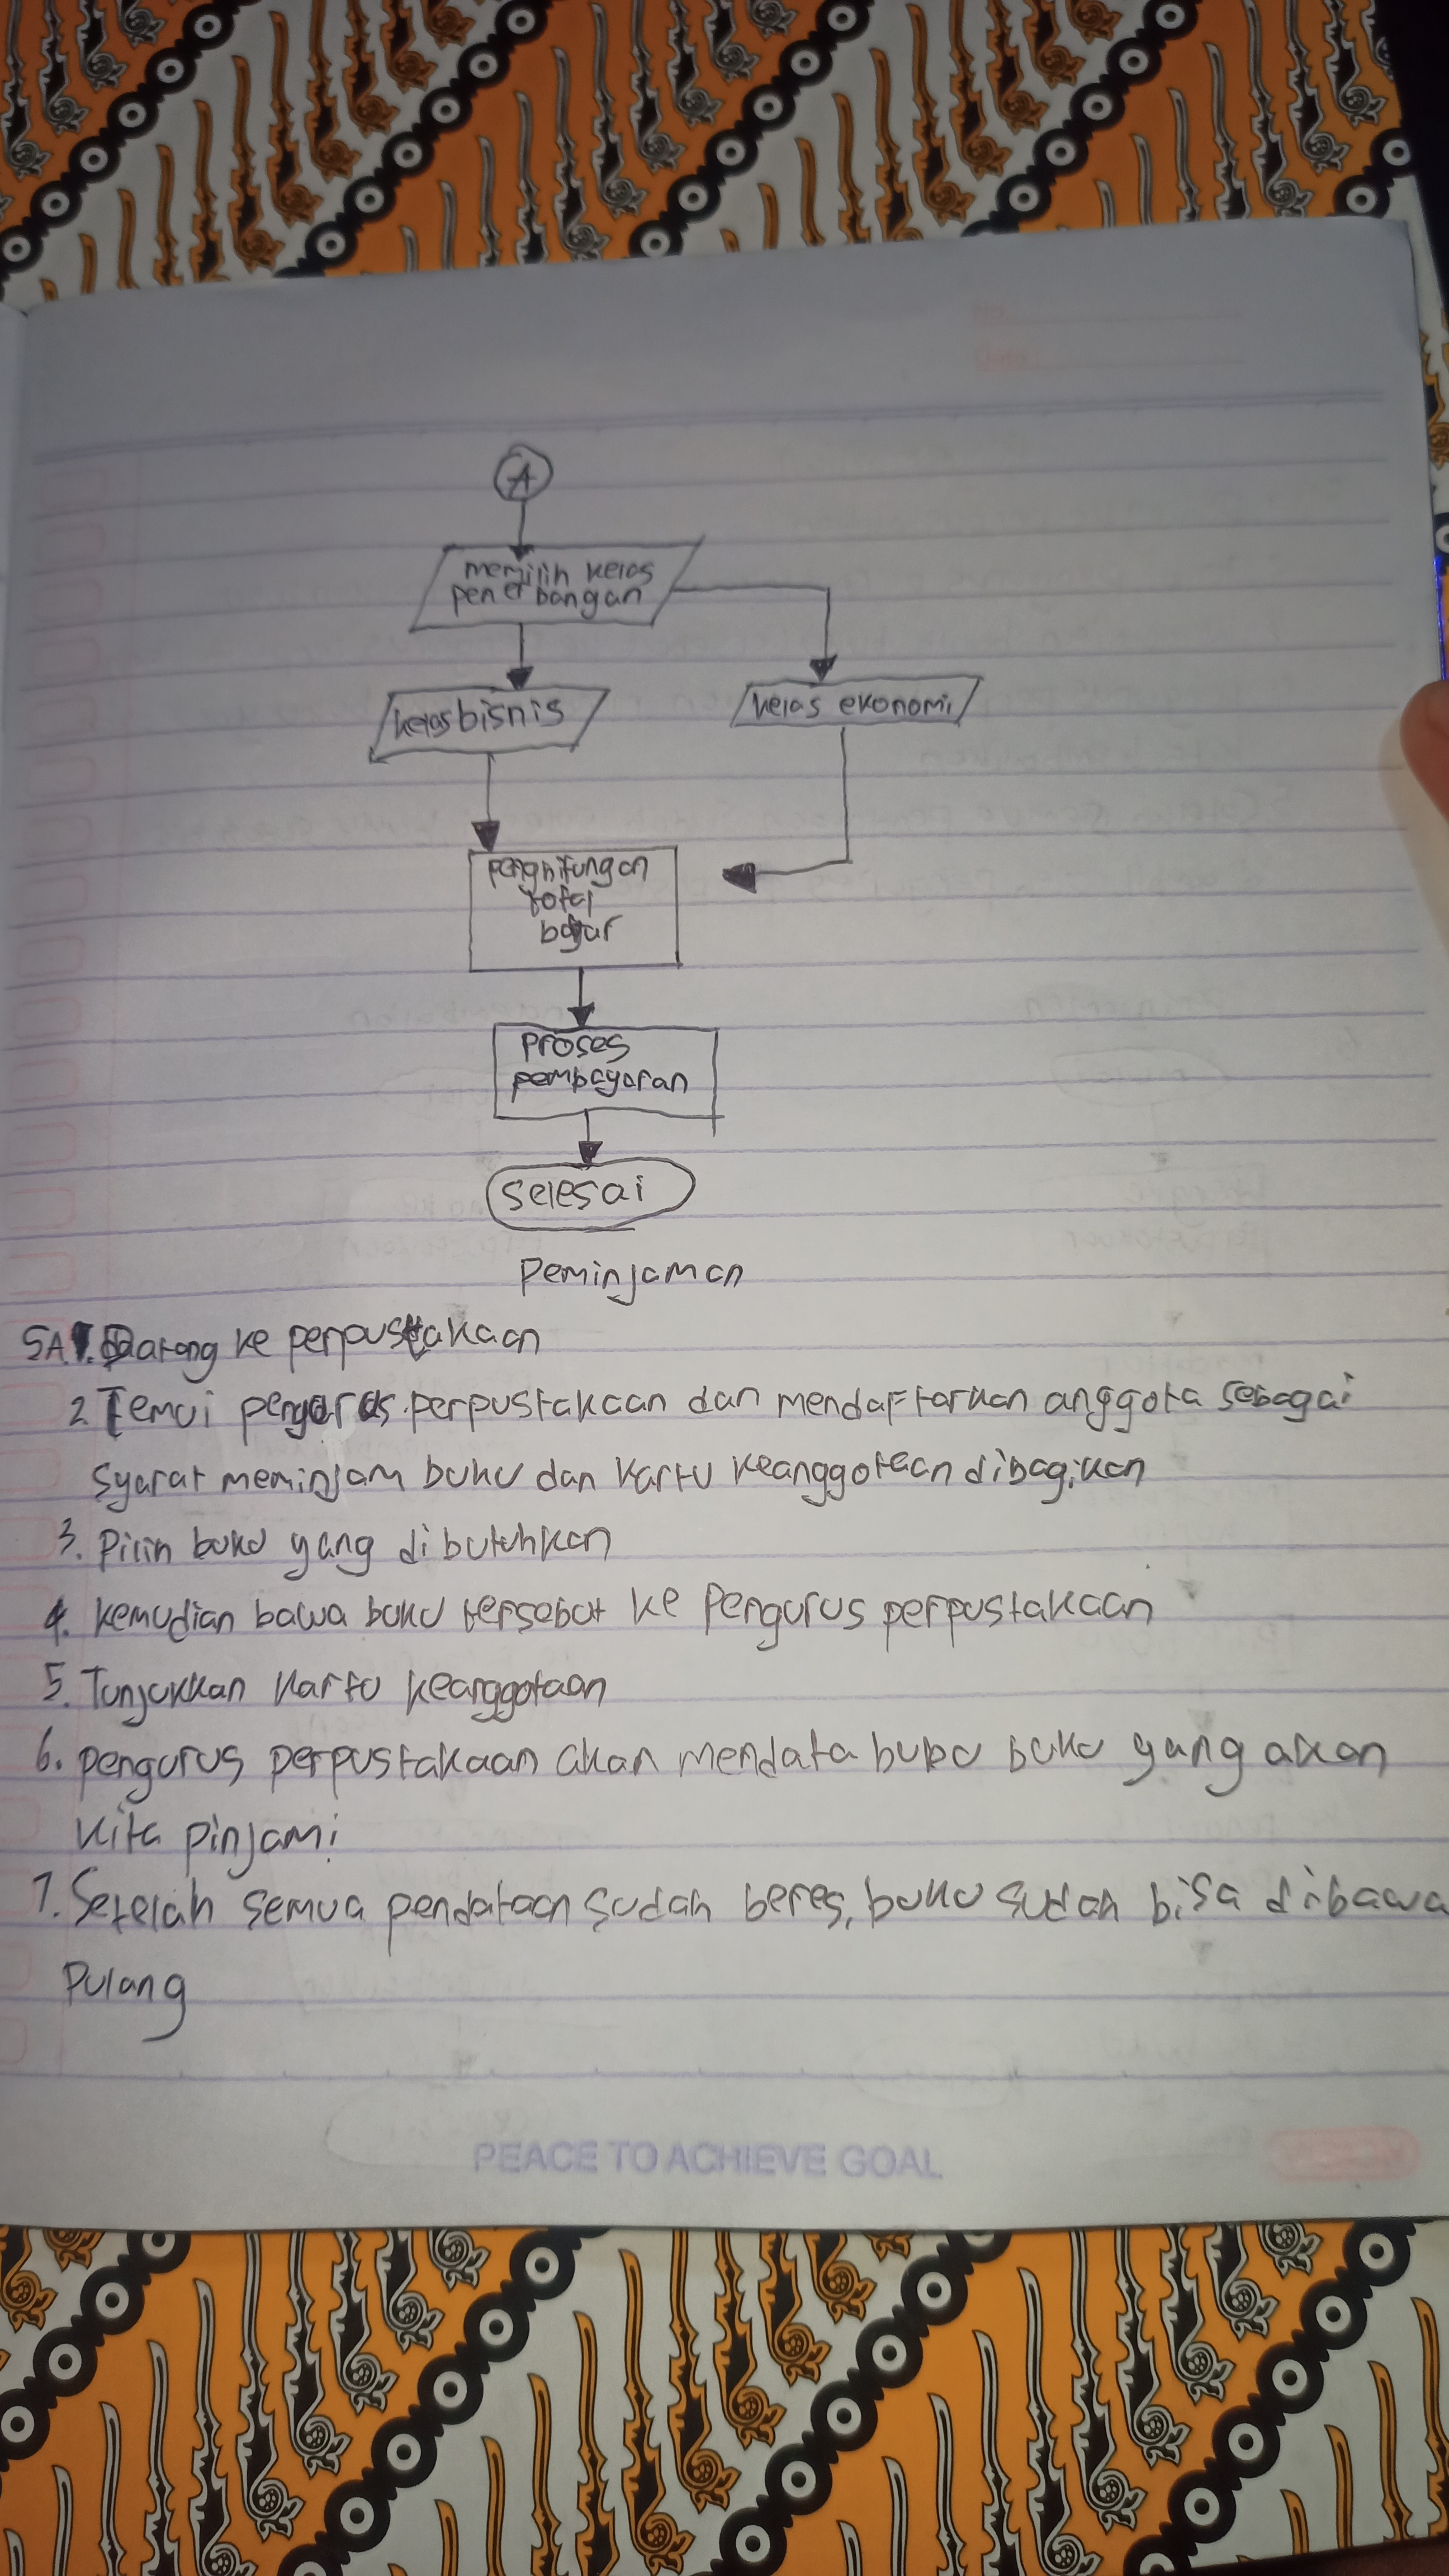 A
memilih kelas
penerbangan
kelas bisnis
kelas ekonomi
penghitungan
total
bayar
proses
pembayaran
selesai
Peminjaman
5A1. Datang ke perpustakaan
2. Temui pengurus perpustakaan dan mendaftarkan anggota sebagai
syarat meminjam buku dan kartu keanggotaan dibagikan
3. Pilih buku yang dibutuhkan
4. Kemudian bawa buku tersebut ke Pengurus perpustakaan
5. Tunjukkan kartu keanggotaan
6. pengurus perpustakaan akan mendata buku buku yang akan
kita pinjami
7. Setelah semua pendataan sudah beres, buku sudah bisa dibawa
Pulang
PEACE TO ACHIEVE GOAL